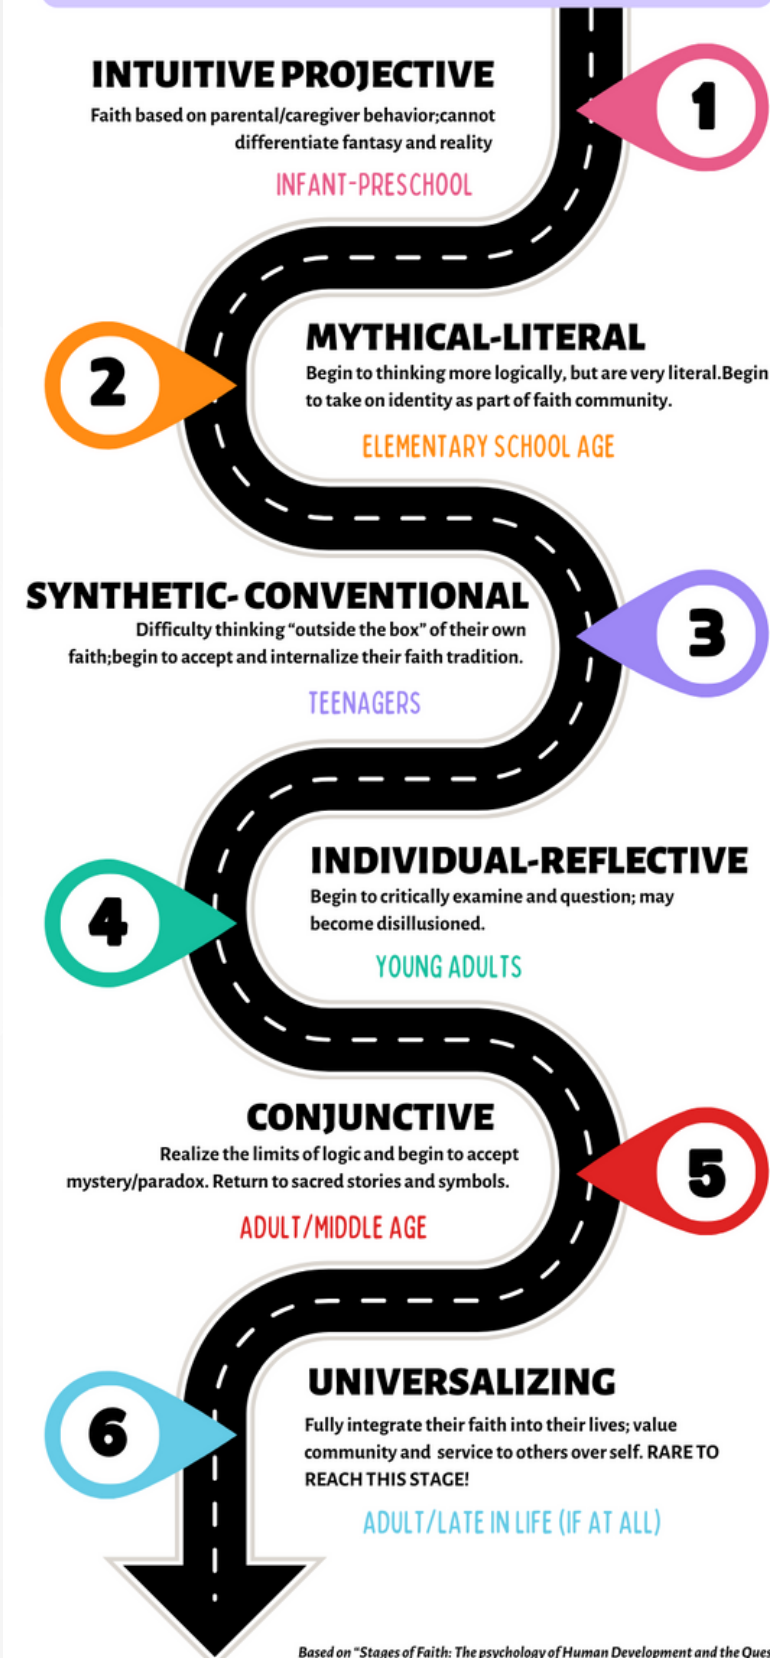 INTUITIVE PROJECTIVE
1
Faith based on parental/caregiver behavior;cannot
differentiate fantasy and reality
INFANT-PRESCHOOL
MYTHICAL-LITERAL
2
Begin to thinking more logically, but are very literal.Begin
to take on identity as part of faith community.
ELEMENTARY SCHOOL AGE
SYNTHETIC- CONVENTIONAL
3
Difficulty thinking “outside the box” of their own
faith;begin to accept and internalize their faith tradition.
TEENAGERS
INDIVIDUAL-REFLECTIVE
4
Begin to critically examine and question; may
become disillusioned.
YOUNG ADULTS
CONJUNCTIVE
5
Realize the limits of logic and begin to accept
mystery/paradox. Return to sacred stories and symbols.
ADULT/MIDDLE AGE
UNIVERSALIZING
6
Fully integrate their faith into their lives; value
community and service to others over self. RARE TO
REACH THIS STAGE!
ADULT/LATE IN LIFE (IF AT ALL)
Based on “Stages of Faith: The psychology of Human Development and the